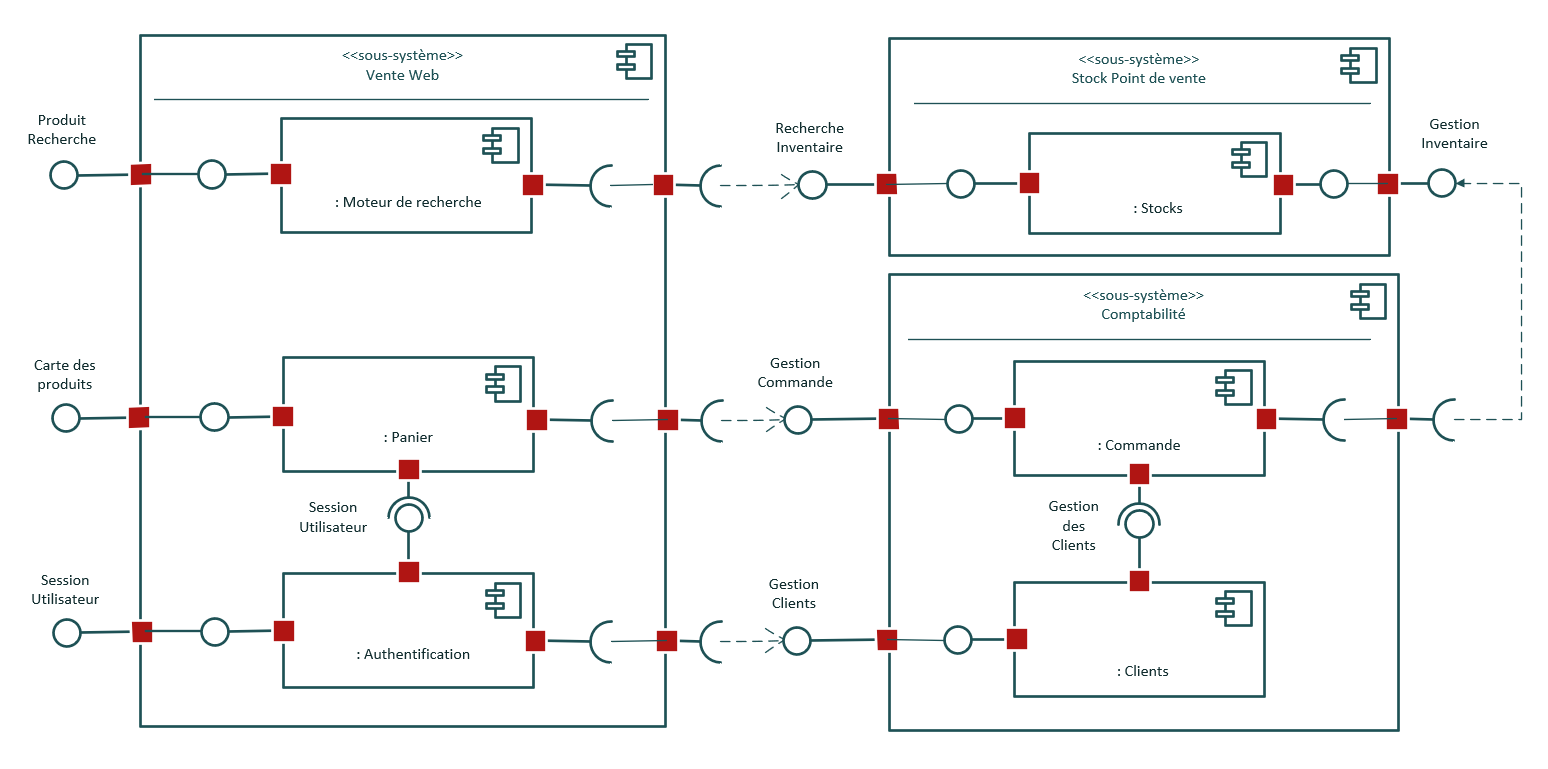 <<sous-système>>
Vente Web
Produit
Recherche
: Moteur de recherche
Carte des
produits
: Panier
Session
Utilisateur
Session
Utilisateur
: Authentification
Recherche
Inventaire
Gestion
Commande
Gestion
Clients
<<sous-système>>
Stock Point de vente
: Stocks
Gestion
Inventaire
<<sous-système>>
Comptabilité
: Commande
Gestion
des
Clients
: Clients